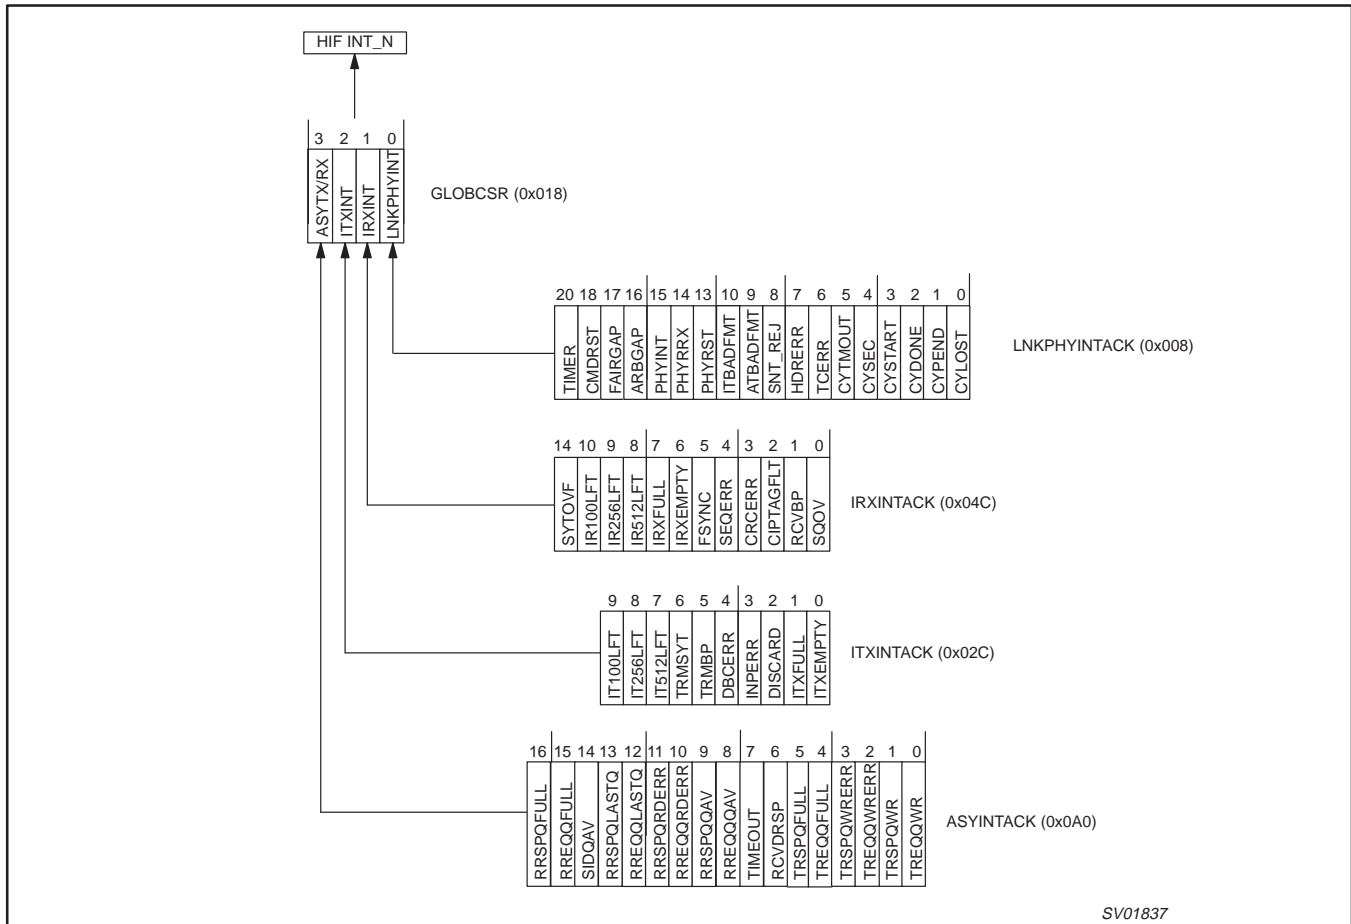 HIF INT_N
3 2 1 0
ASYTX/RX
ITXINT
IRXINT
LNKPHYINT
GLOBCSR (0x018)
20 18 17 16 15 14 13 10 9 8 7 6 5 4 3 2 1 0
TIMER
CMDRST
FAIRGAP
ARBGAP
PHYINT
PHYRRX
PHYRST
ITBADFMT
ATBADFMT
SNT_REJ
HDRERR
TCERR
CYTMOUT
CYSEC
CYSTART
CYDONE
CYPEND
CYLOST
LNKPHYINTACK (0x008)
14 10 9 8 7 6 5 4 3 2 1 0
SYTOVF
IR100LFT
IR256LFT
IR512LFT
IRXFULL
IRXEMPTY
FSYNC
SEQERR
CRCERR
CIPTAGFLT
RCVBP
SQOV
IRXINTACK (0x04C)
9 8 7 6 5 4 3 2 1 0
IT100LFT
IT256LFT
IT512LFT
TRMSYT
TRMBP
DBCERR
INPERR
DISCARD
ITXFULL
ITXEMPTY
ITXINTACK (0x02C)
16 15 14 13 12 11 10 9 8 7 6 5 4 3 2 1 0
RRSPQFULL
RREQQFULL
SIDQAV
RRSPQLASTQ
RREQQLASTQ
RRSPQRDERR
RREQQRDERR
RRSPQQAV
RREQQQAV
TIMEOUT
RCVDRSP
TRSPQFULL
TREQQFULL
TRSPQWRERR
TREQQWRERR
TRSPQWR
TREQQWR
ASYINTACK (0x0A0)
SV01837